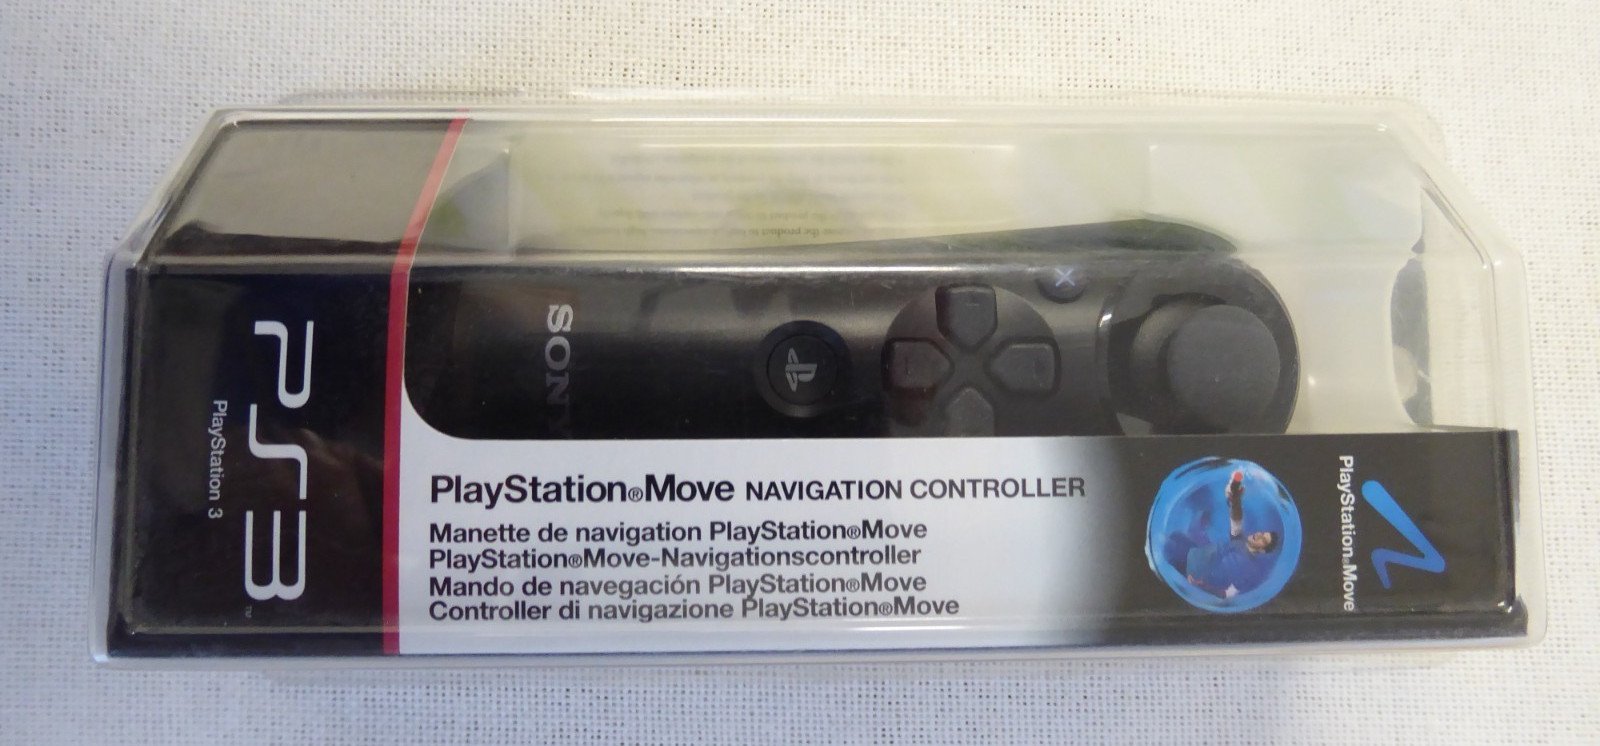 PS3™
PlayStation 3
SONY
PlayStation®Move NAVIGATION CONTROLLER
Manette de navigation PlayStation®Move
PlayStation®Move-Navigationscontroller
Mando de navegación PlayStation®Move
Controller di navigazione PlayStation®Move
PlayStation®Move